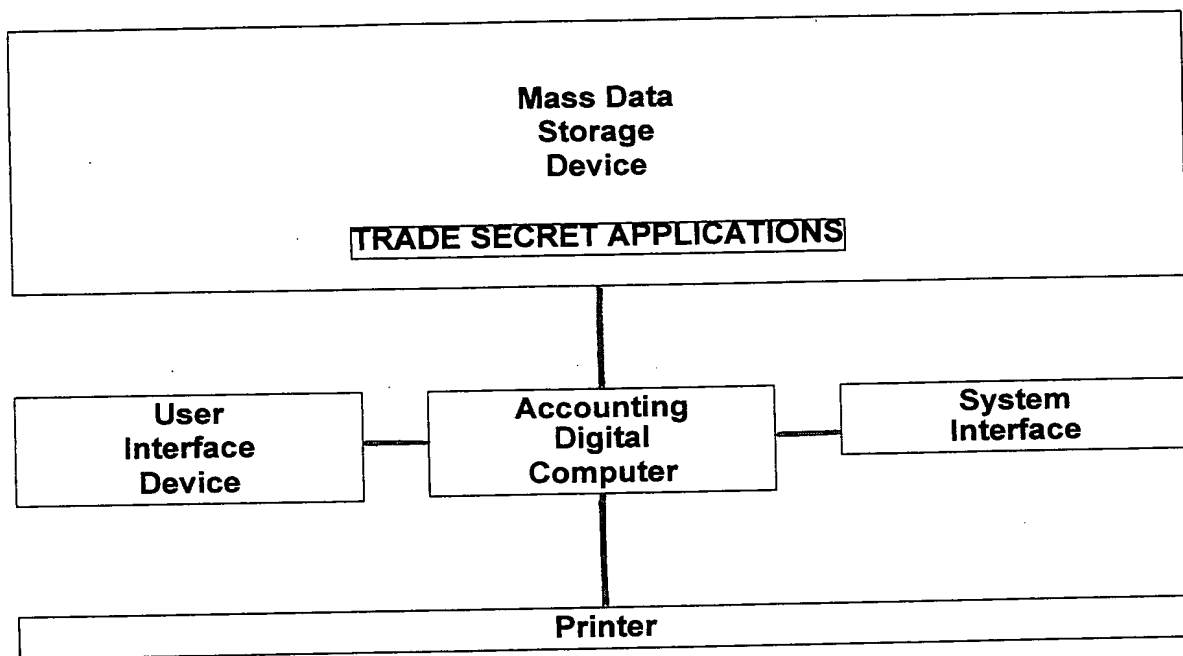 Mass Data
Storage
Device
TRADE SECRET APPLICATIONS
User
Interface
Device
Accounting
Digital
Computer
System
Interface
Printer